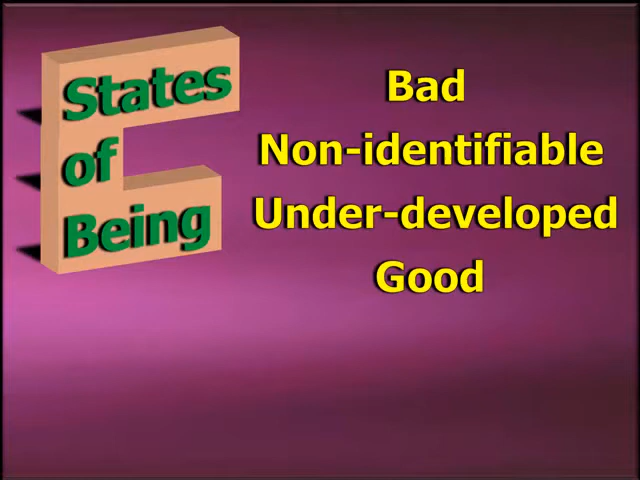 States
of
Being
Bad
Non-identifiable
Under-developed
Good